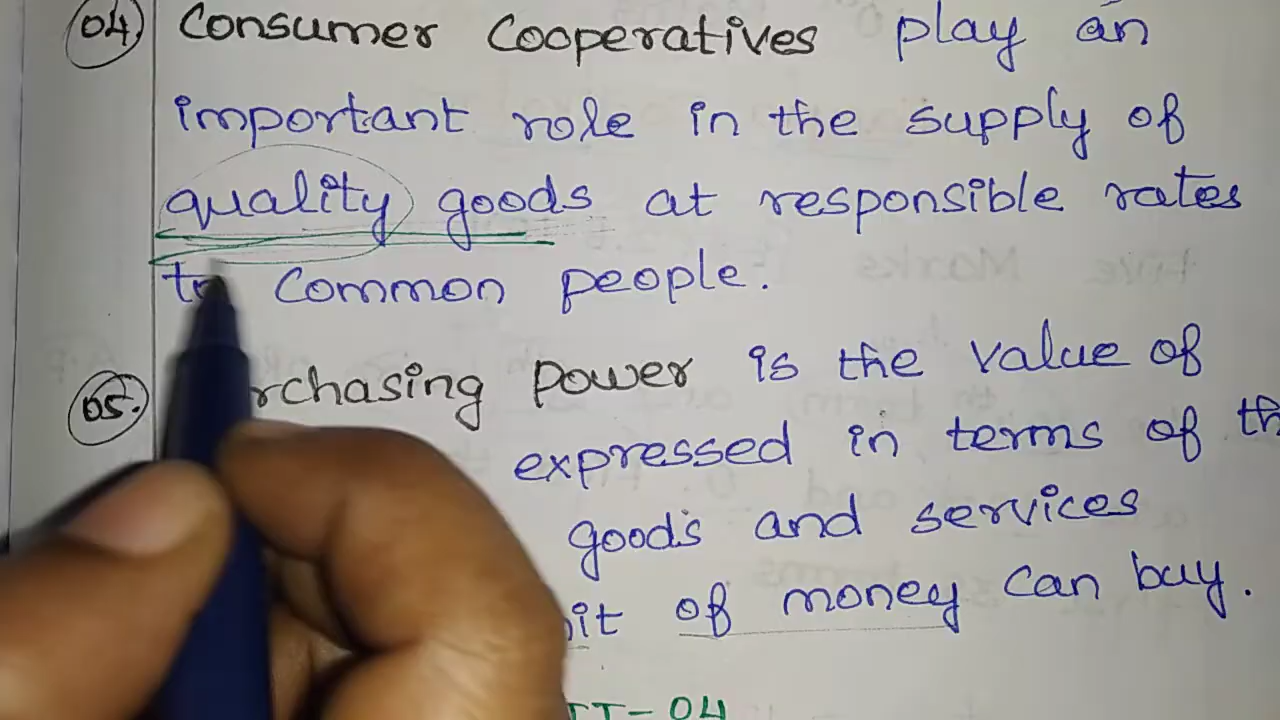 04. Consumer Cooperatives play an
important role in the supply of
quality goods at responsible rates
to common people.
05. rchasing power is the value of
expressed in terms of th
goods and services
it of money can buy.
TT-04